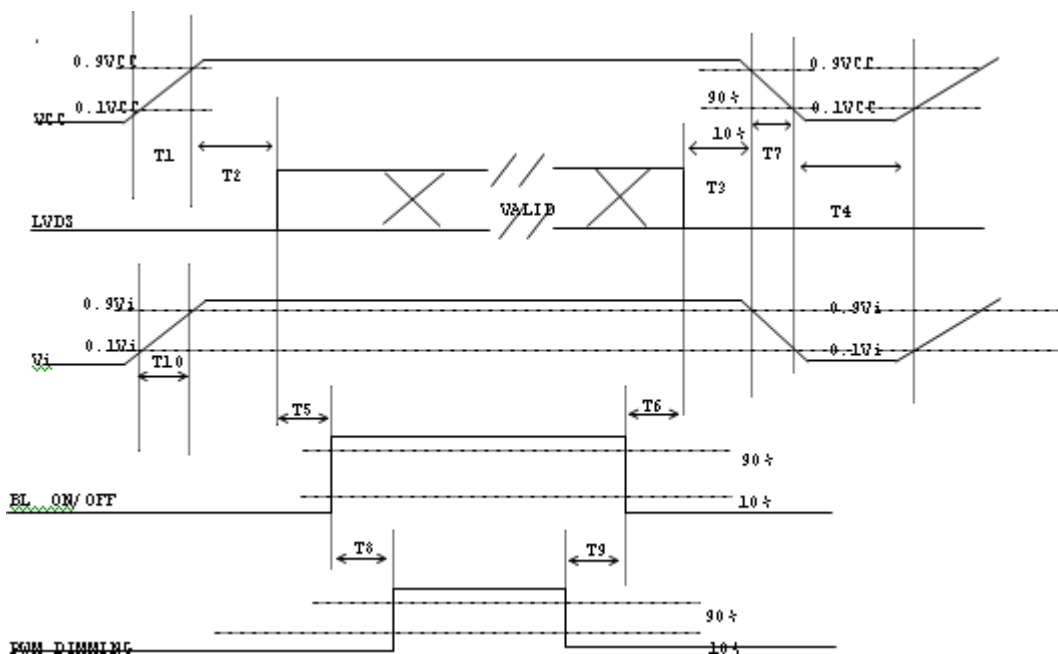 0.9VCC
0.9VCC
90%
0.1VCC
0.1VCC
VCC
10%
T1
T7
T2
T3
VALID
T4
LVDS
0.9Vi
0.9Vi
0.1Vi
0.1Vi
Vi
T10
T5
T6
90%
BL ON/OFF
10%
T8
T9
90%
PWM DIMMING
10%